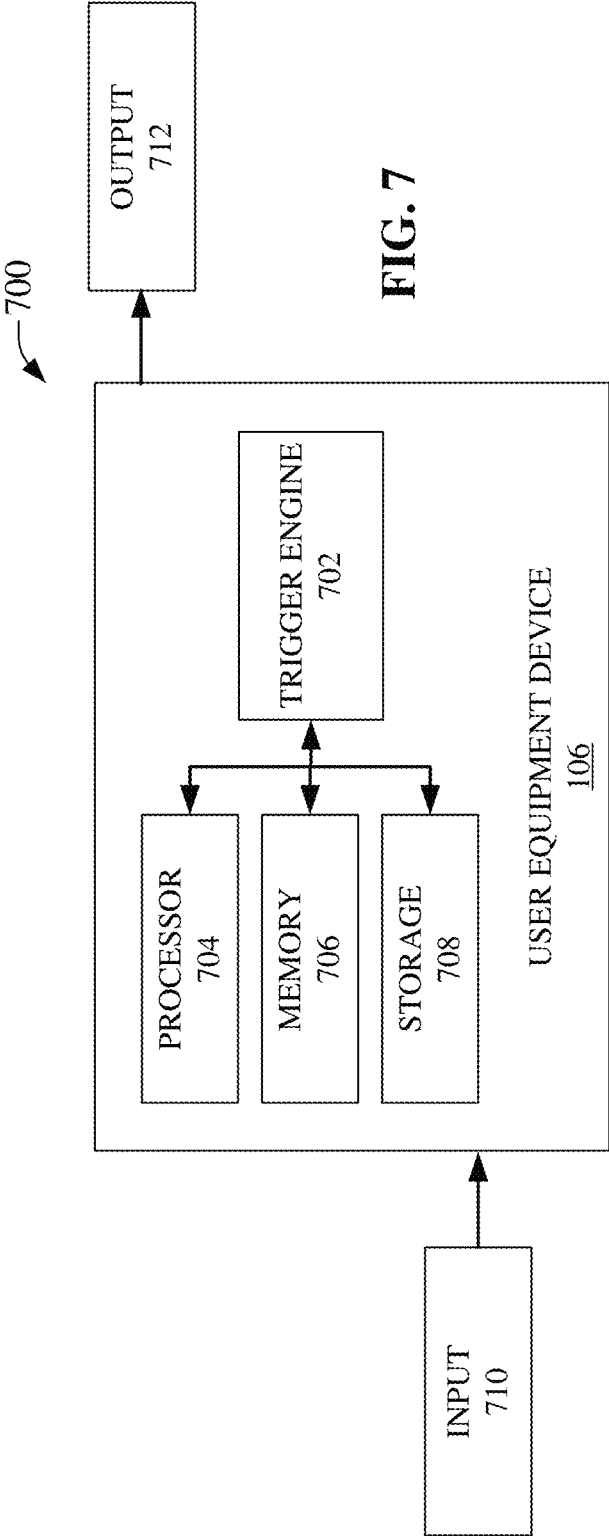 700
INPUT
710
PROCESSOR
704
MEMORY
706
STORAGE
708
TRIGGER ENGINE
702
USER EQUIPMENT DEVICE
106
OUTPUT
712
FIG. 7